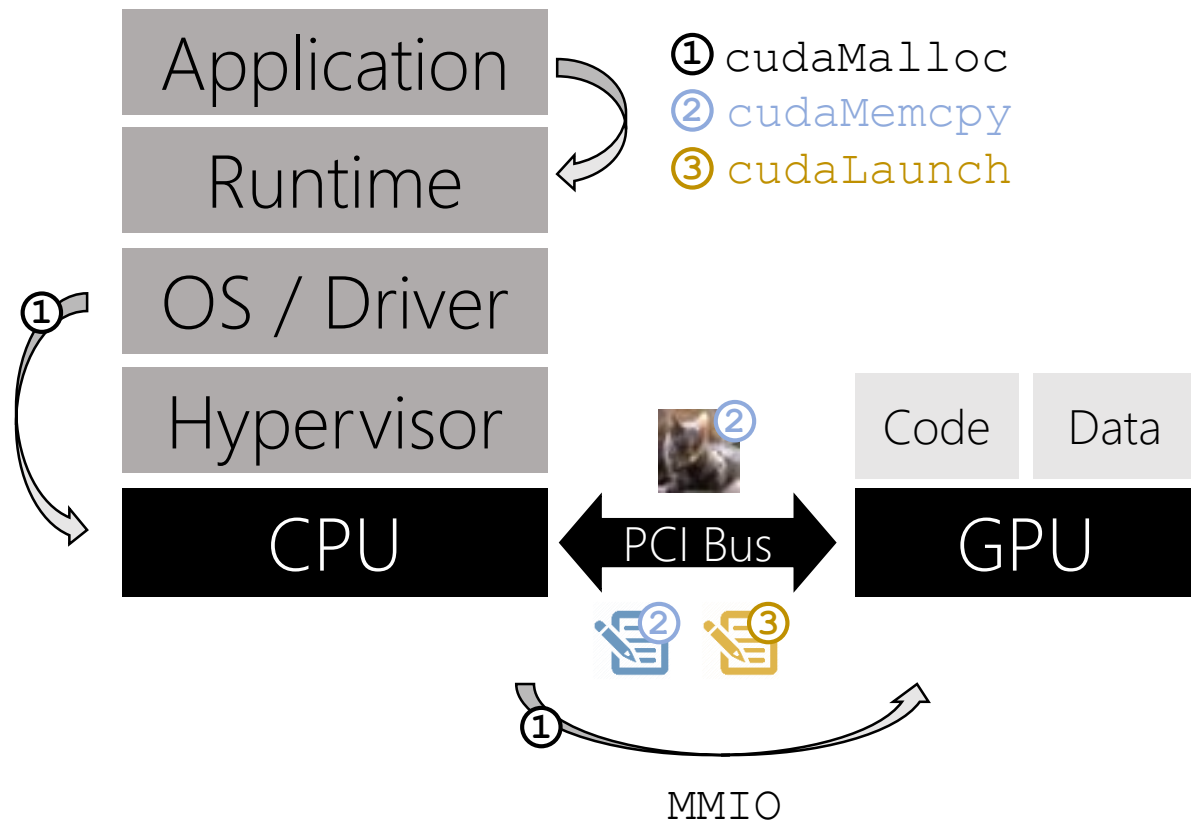 Application
① cudaMalloc
② cudaMemcpy
③ cudaLaunch
Runtime
①
OS / Driver
Hypervisor
②
Code
Data
CPU
PCI Bus
GPU
②
③
①
MMIO